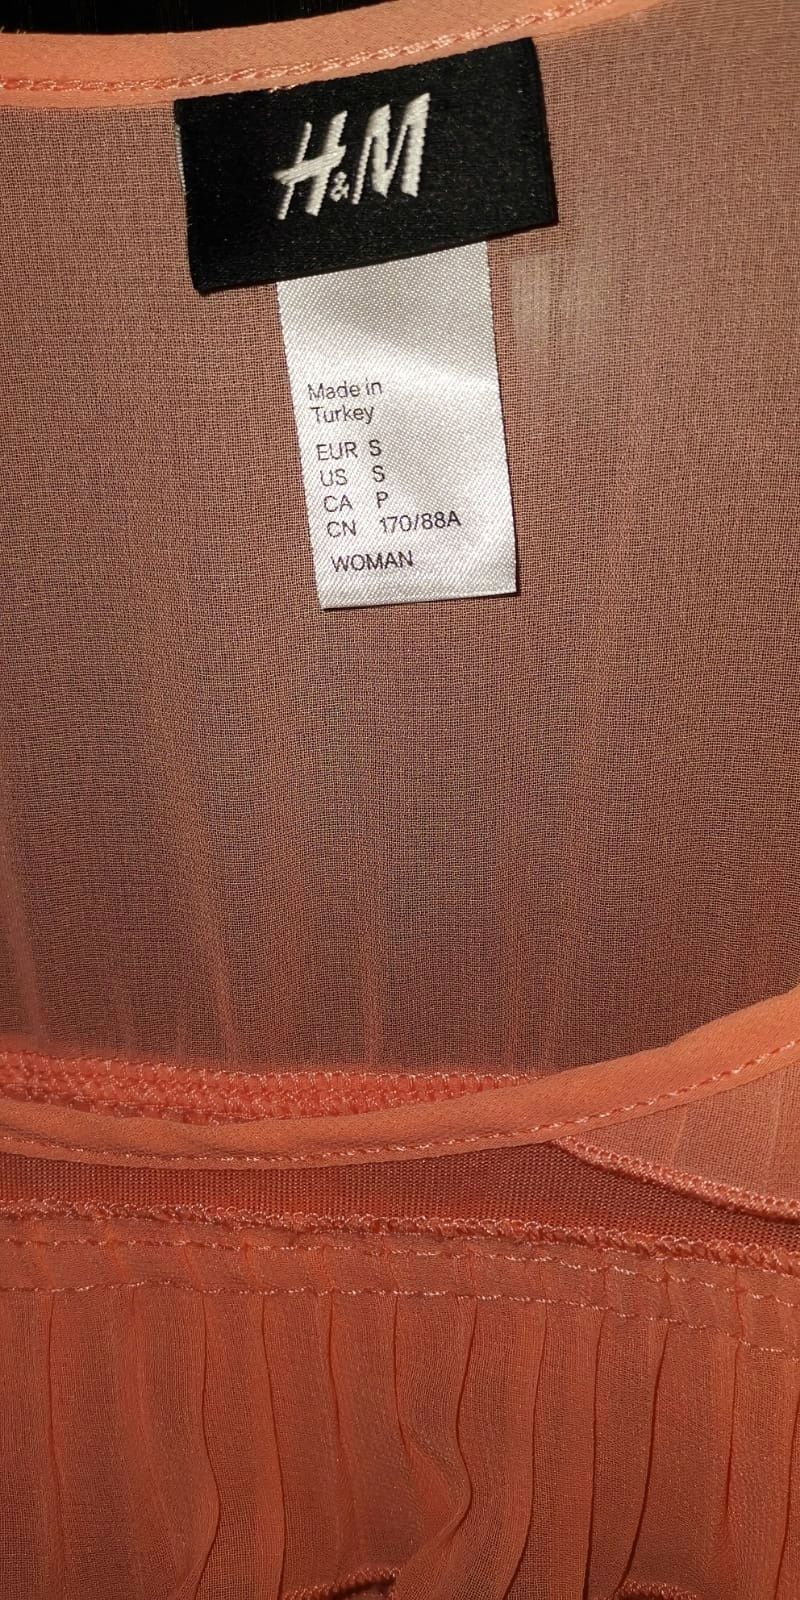 H&M
Made in
Turkey
EUR S
US S
CA P
CN 170/88A
WOMAN